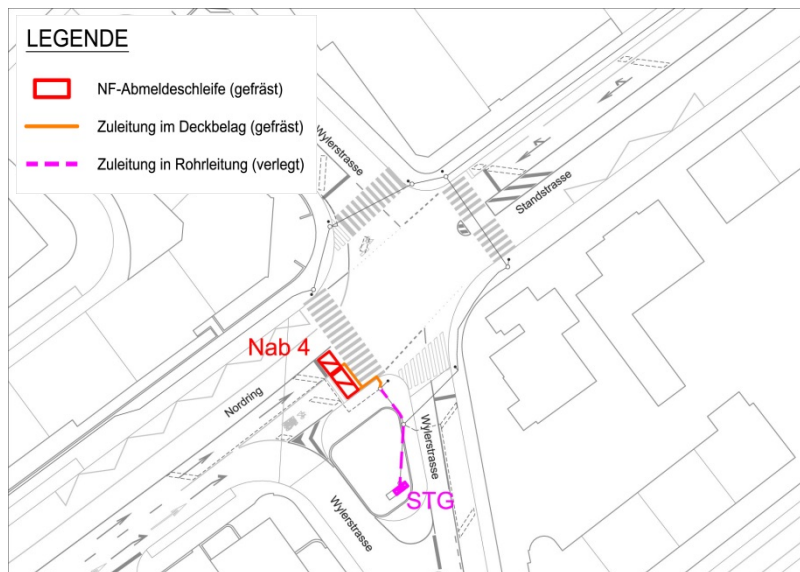 LEGENDE
NF-Abmeldeschleife (gefräst)
Zuleitung im Deckbelag (gefräst)
Zuleitung in Rohrleitung (verlegt)
Wylerstrasse
Standstrasse
Nab 4
Nordring
Wylerstrasse
STG
Wylerstrasse